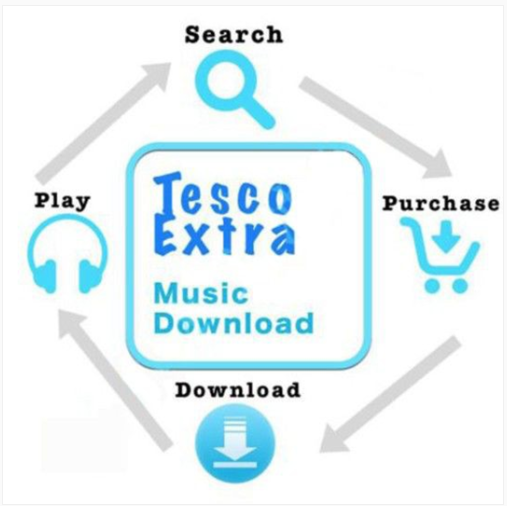 Search
Play
Purchase
Tesco
Extra
Music
Download
Download